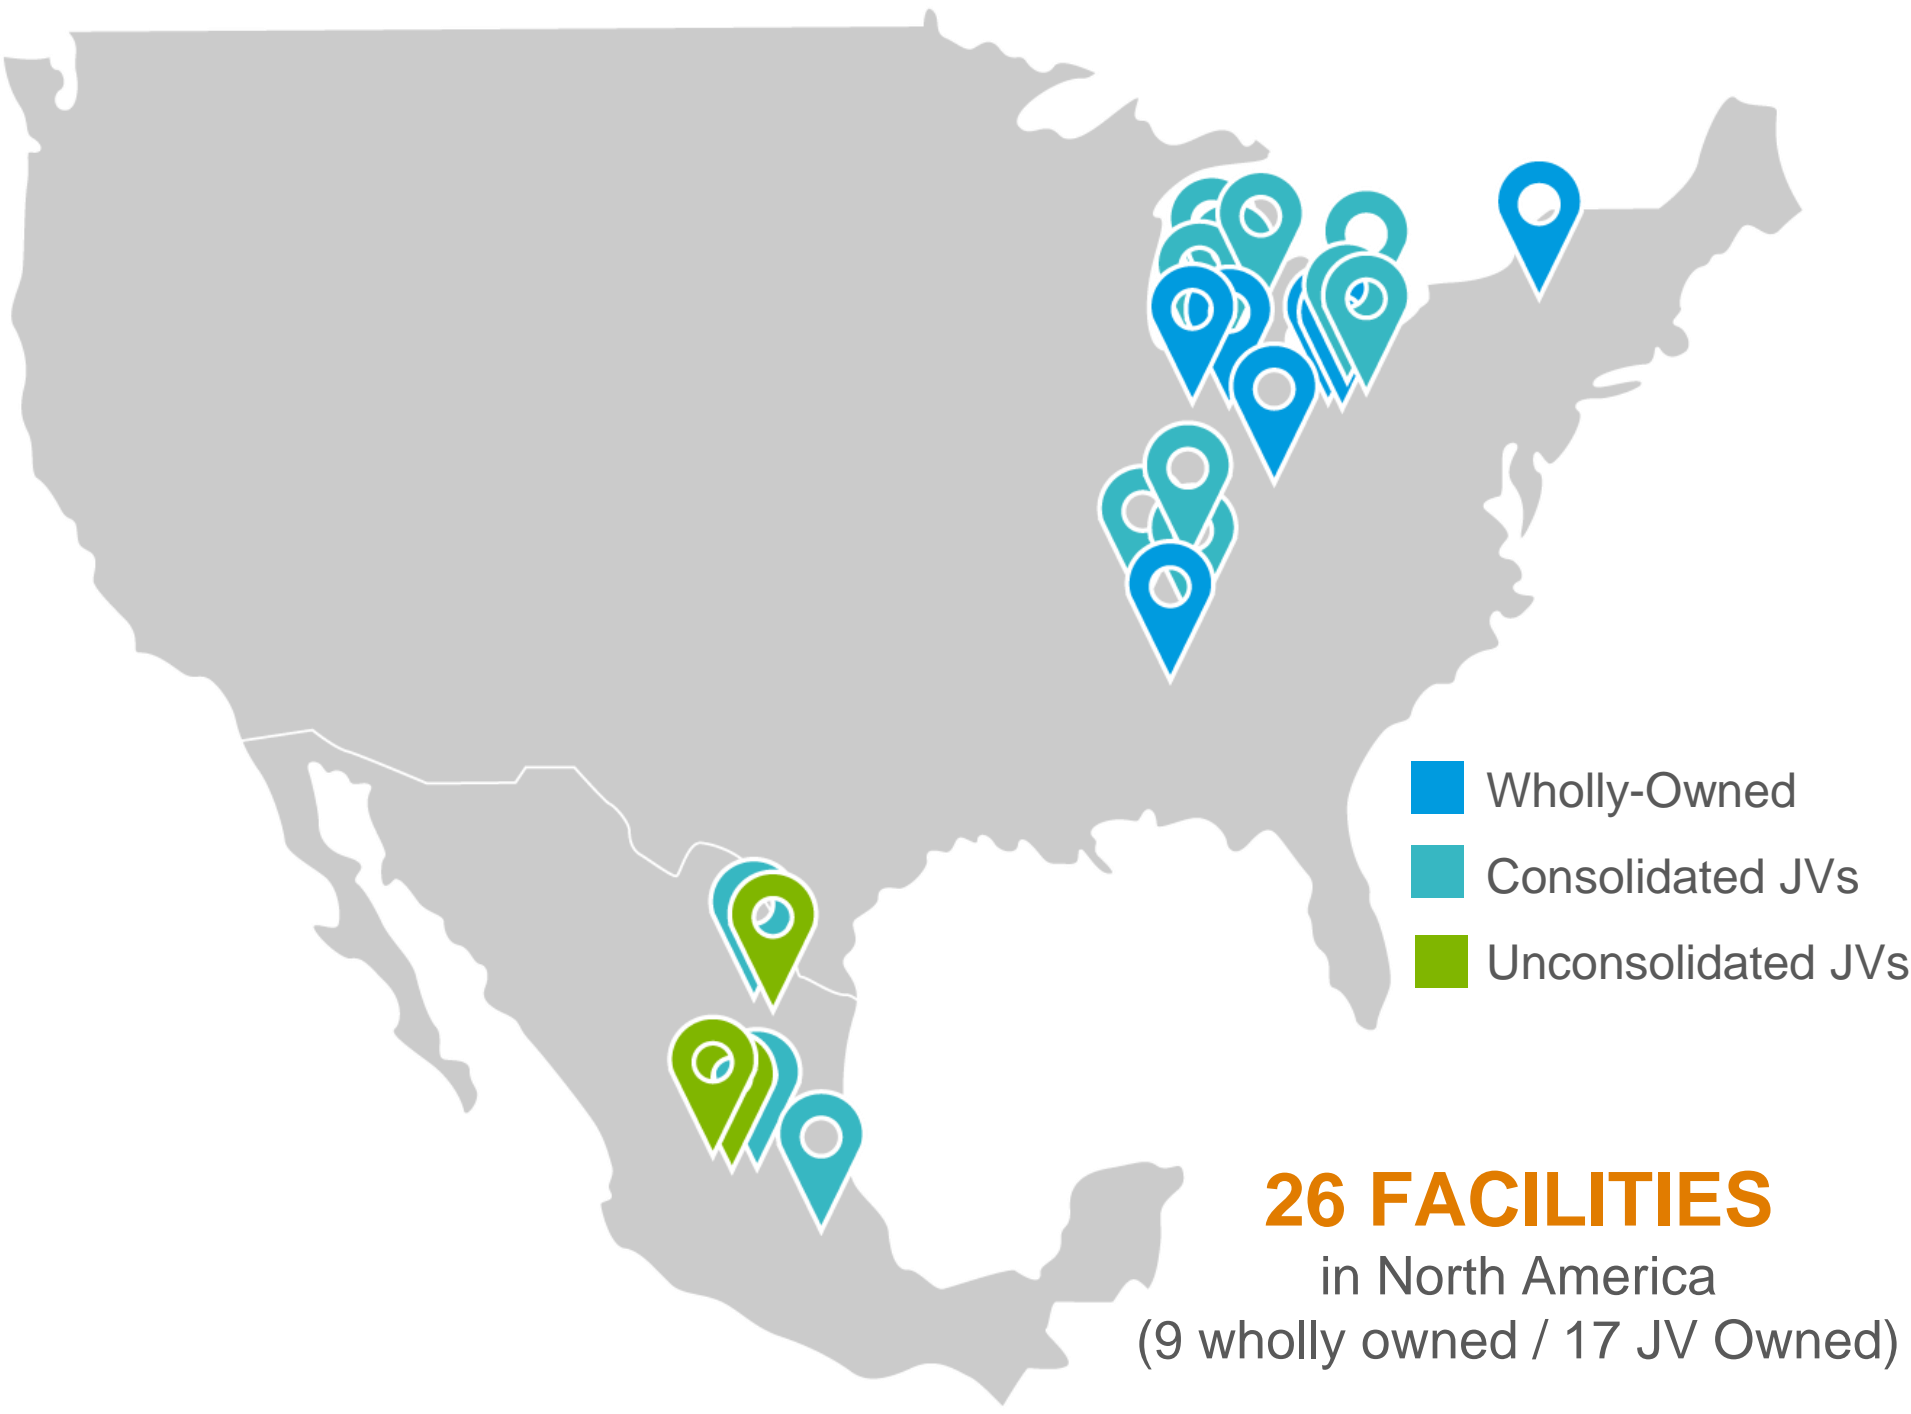 Wholly-Owned
Consolidated JVs
Unconsolidated JVs
26 FACILITIES
in North America
(9 wholly owned / 17 JV Owned)